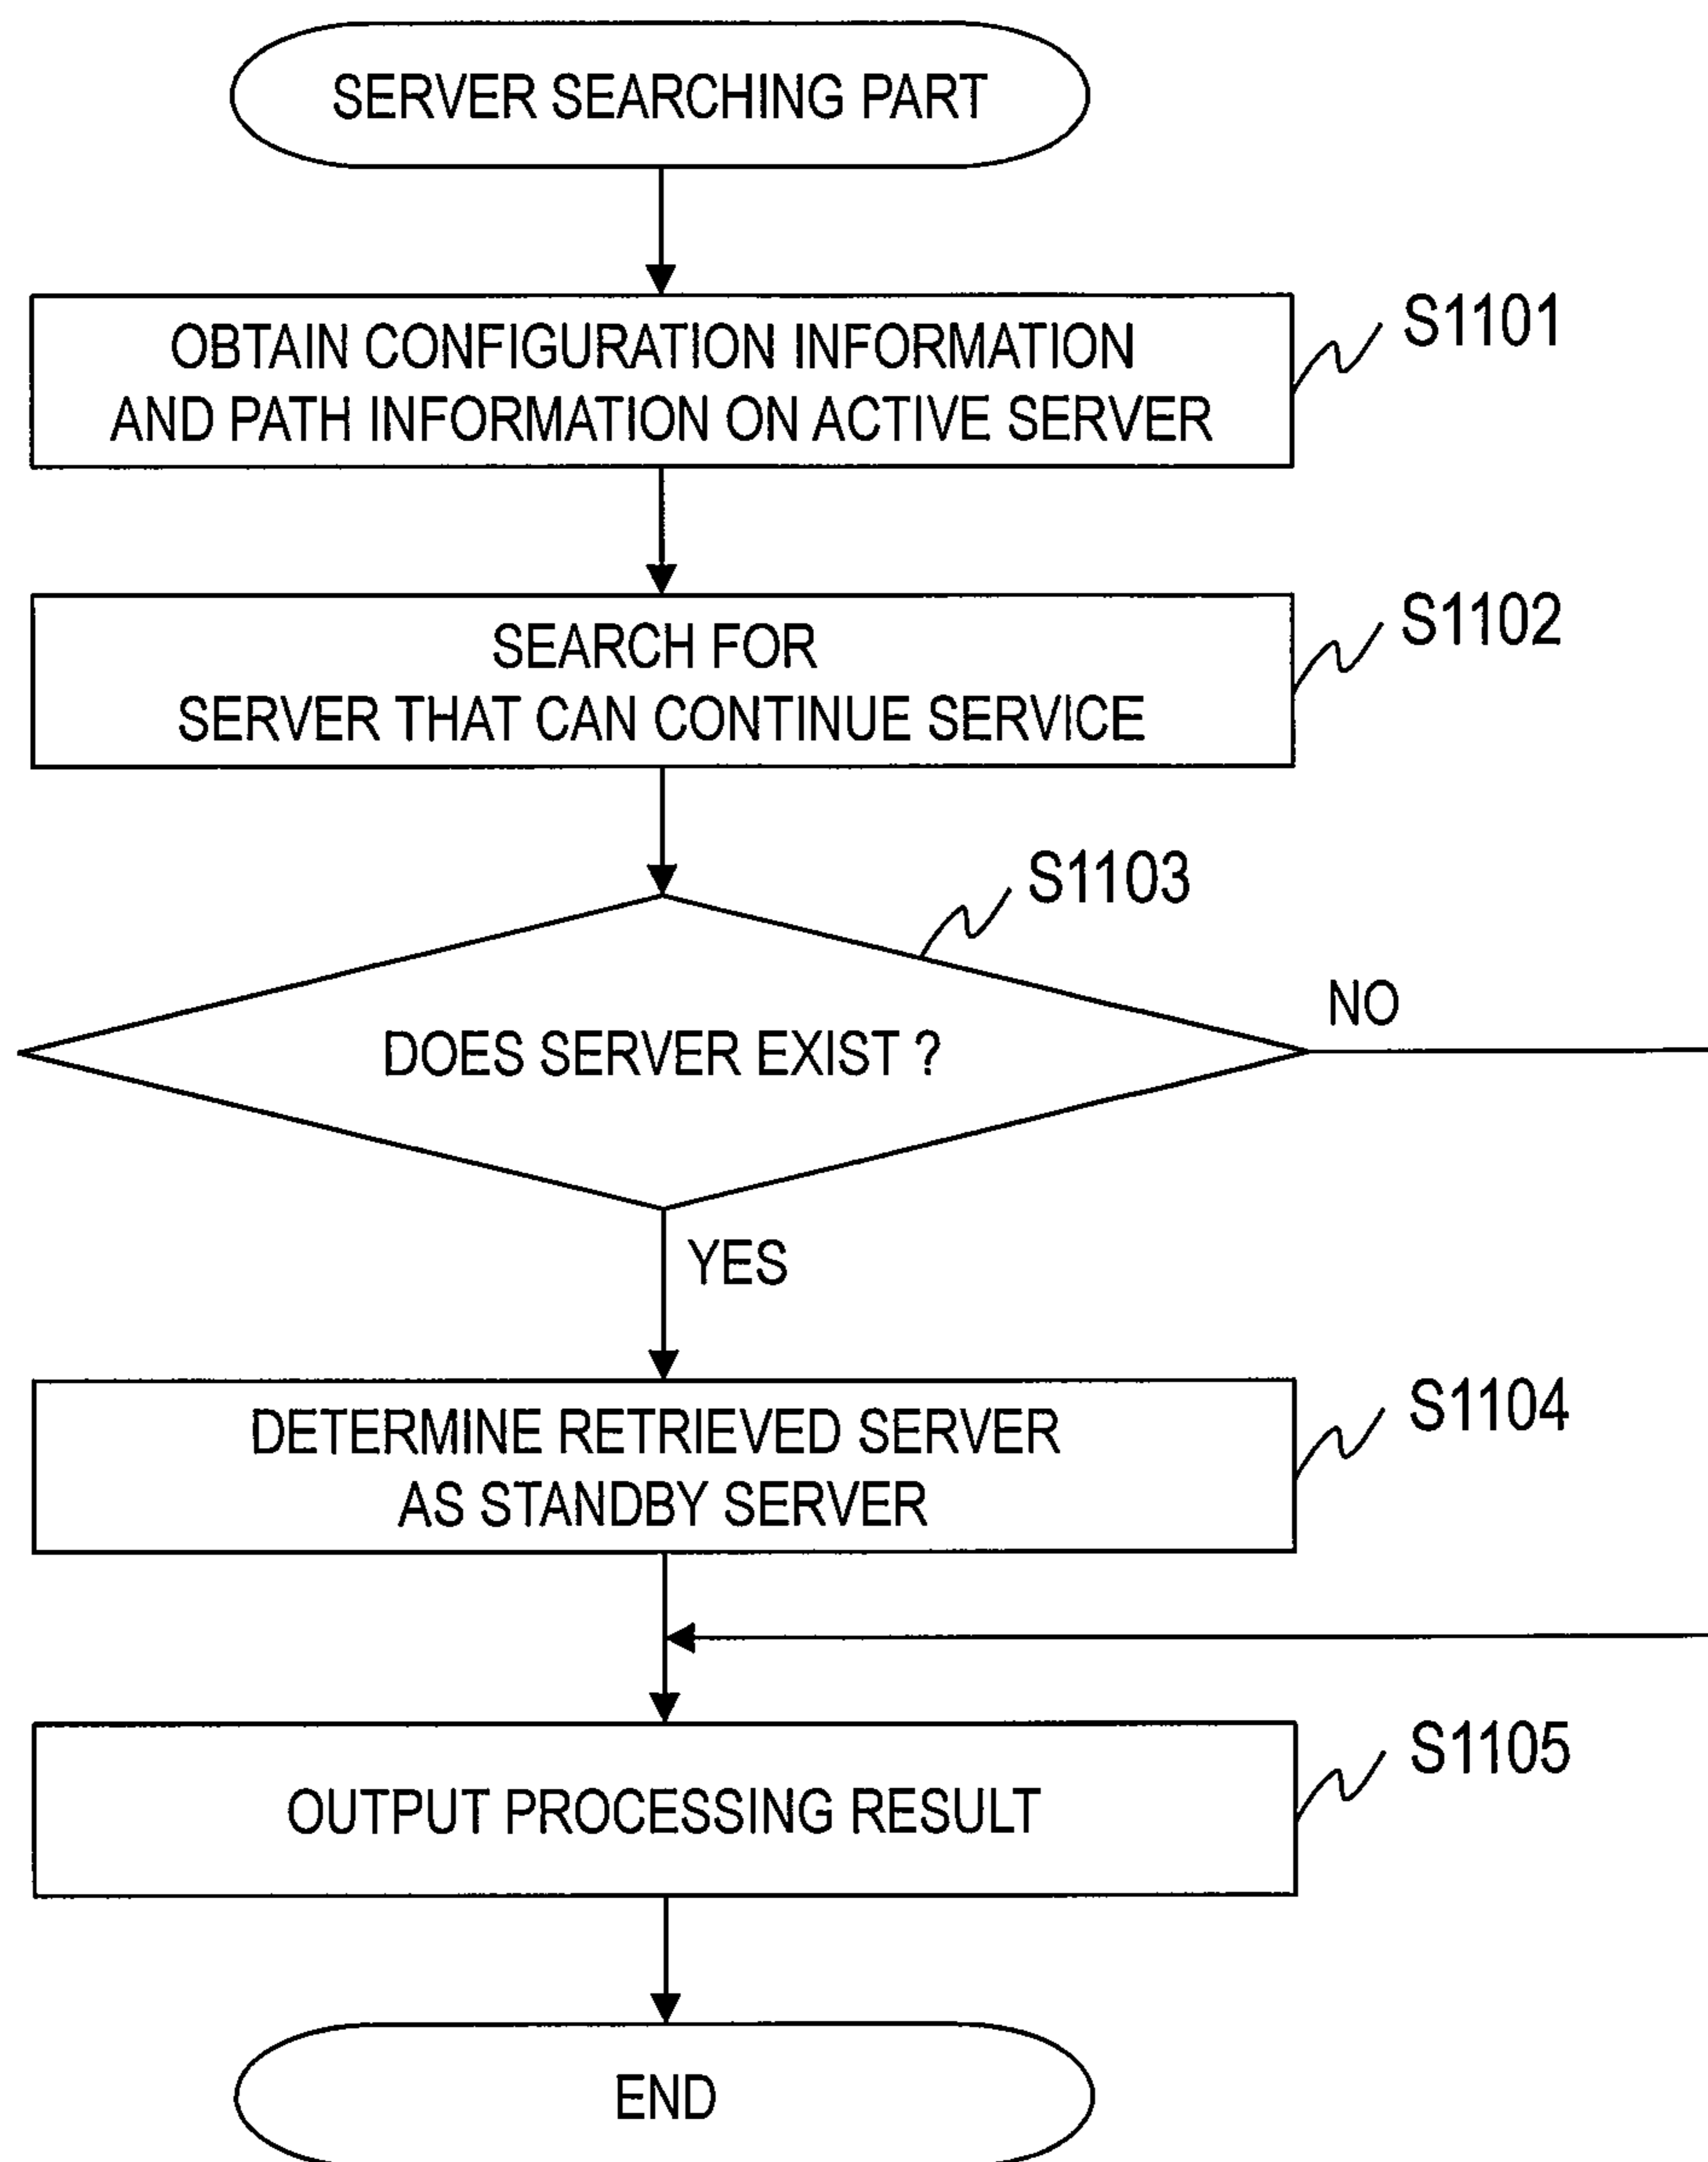 SERVER SEARCHING PART
OBTAIN CONFIGURATION INFORMATION
AND PATH INFORMATION ON ACTIVE SERVER
S1101
SEARCH FOR
SERVER THAT CAN CONTINUE SERVICE
S1102
S1103
DOES SERVER EXIST ?
NO
YES
DETERMINE RETRIEVED SERVER
AS STANDBY SERVER
S1104
OUTPUT PROCESSING RESULT
S1105
END